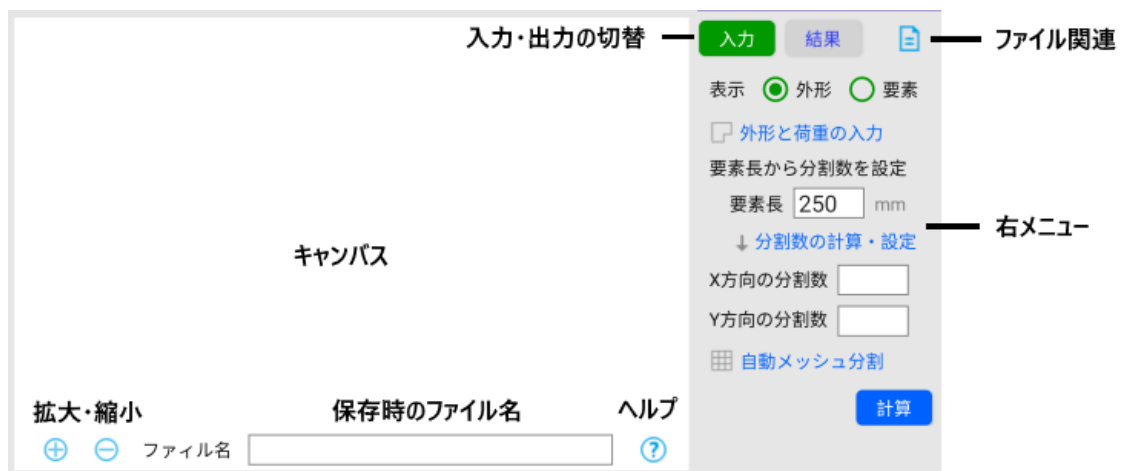 入力・出力の切替
入力
結果
ファイル関連
表示 外形 要素
外形と荷重の入力
要素長から分割数を設定
要素長 250 mm
右メニュー
↓ 分割数の計算・設定
キャンバス
X方向の分割数
Y方向の分割数
自動メッシュ分割
計算
拡大・縮小
保存時のファイル名
ヘルプ
ファィル名
?